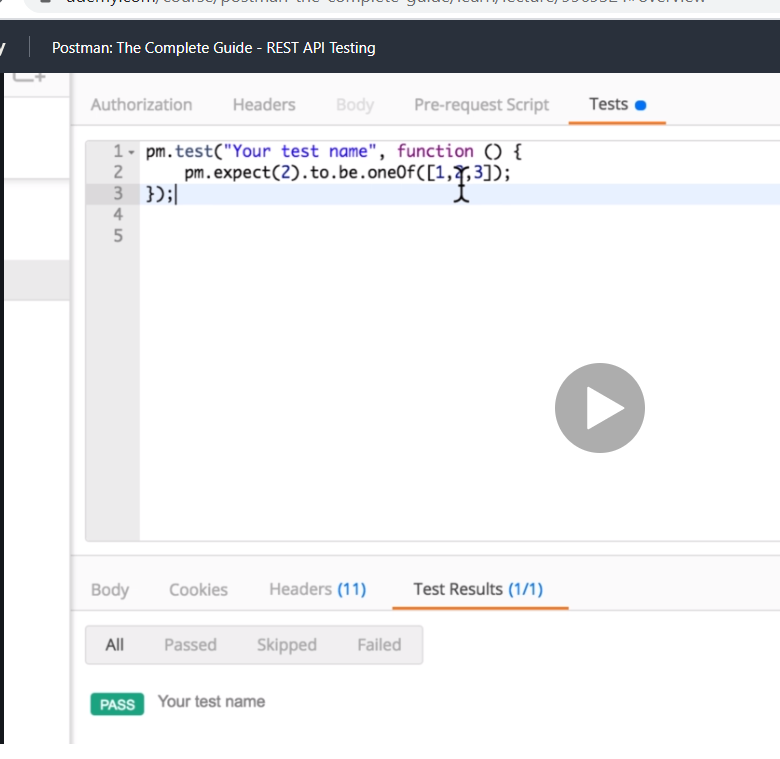 Postman: The Complete Guide - REST API Testing
Authorization Headers Body Pre-request Script Tests
1 pm.test("Your test name", function () {
2 pm.expect(2).to.be.oneOf([1,2,3]);
3 });
4
5
Body Cookies Headers (11) Test Results (1/1)
All Passed Skipped Failed
PASS Your test name